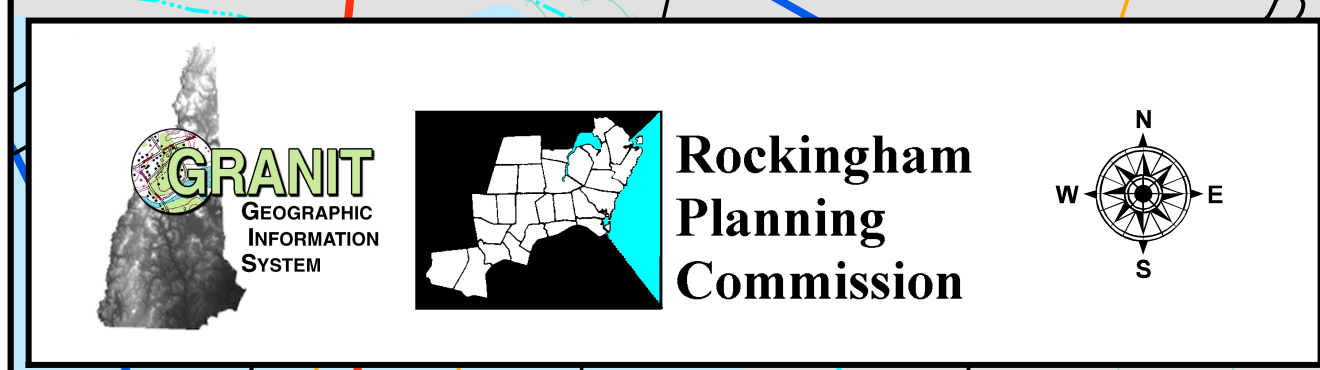 GRANIT
GEOGRAPHIC
INFORMATION
SYSTEM
Rockingham
Planning
Commission
N
W
E
S